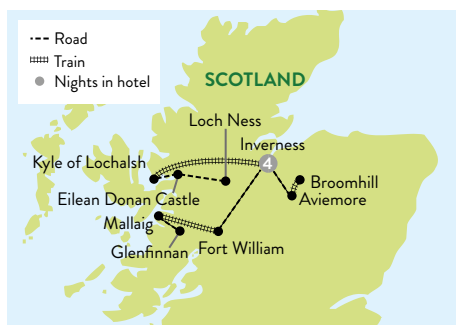 Road
Train
Nights in hotel
SCOTLAND
Loch Ness
Inverness
4
Kyle of Lochalsh
Broomhill
Eilean Donan Castle
Aviemore
Mallaig
Glenfinnan
Fort William